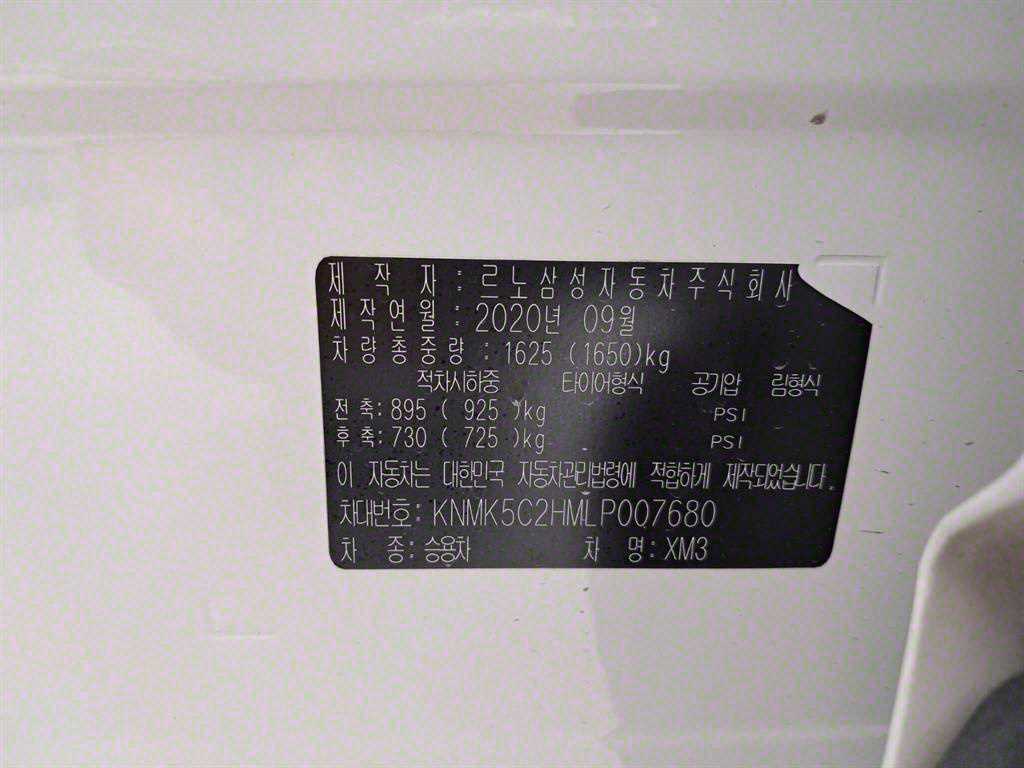 제 작 자 : 르노삼성자동차주식회사
제작연월 : 2020년 09월
차량총중량 : 1625 (1650)kg
적차시하중 타이어형식 공기압 림형식
전축: 895 ( 925 )kg PSI
후축: 730 ( 725 )kg PSI
이 자동차는 대한민국 자동차관리법령에 적합하게 제작되었습니다.
차대번호: KNMK5C2HMLP007680
차 종: 승용차 차 명: XM3